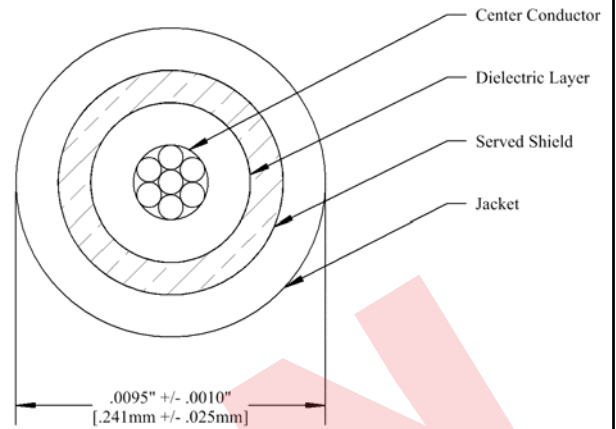 Center Conductor
Dielectric Layer
Served Shield
Jacket
.0095" +/- .0010"
[.241mm +/- .025mm]